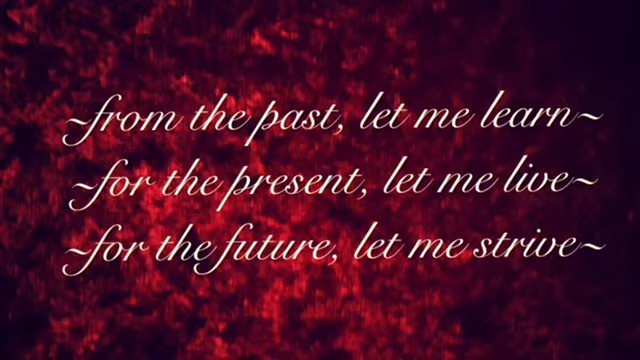 ~from the past, let me learn~
~for the present, let me live~
~for the future, let me strive~